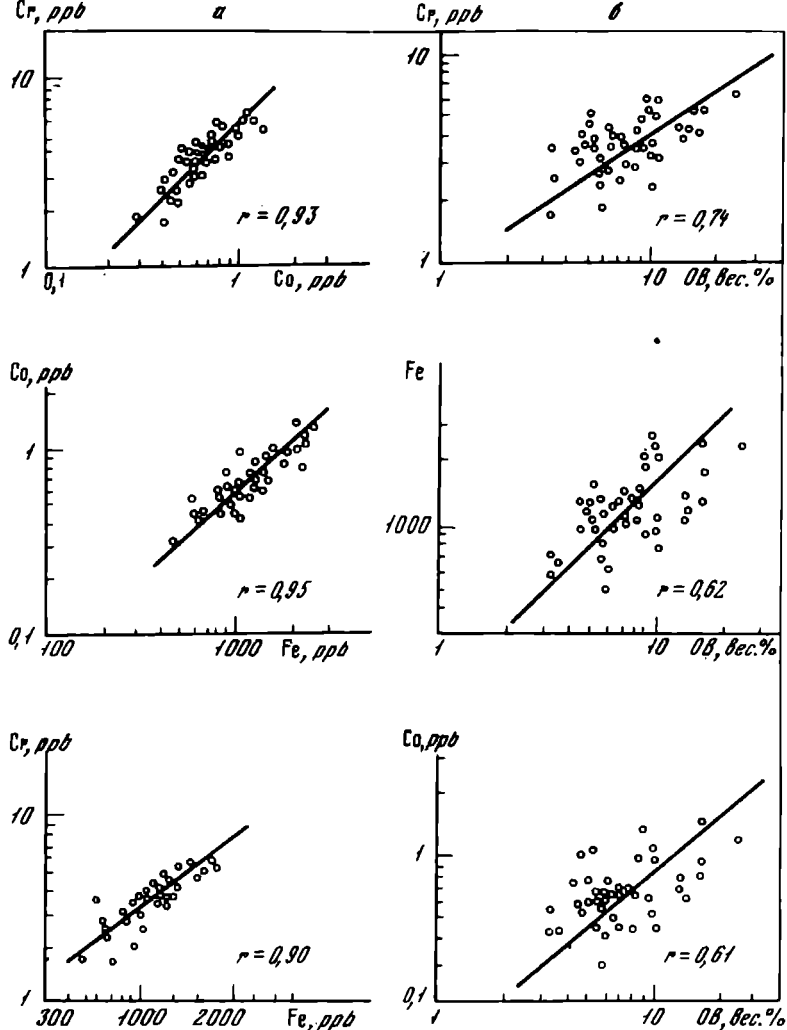 Cr, ppb а Cr, ppb б
10 10
r = 0,93 r = 0,74
1 1
0,1 1 1 10 ОВ, вес.%
Co, ppb
Co, ppb Fe
1
1000
r = 0,95 r = 0,62
0,1
100 1000 Fe, ppb 1 10 ОВ, вес.%
Cr, ppb Co, ppb
10
1
r = 0,90 r = 0,61
1 0,1
300 1000 2000 Fe, ppb 1 10 ОВ, вес.%